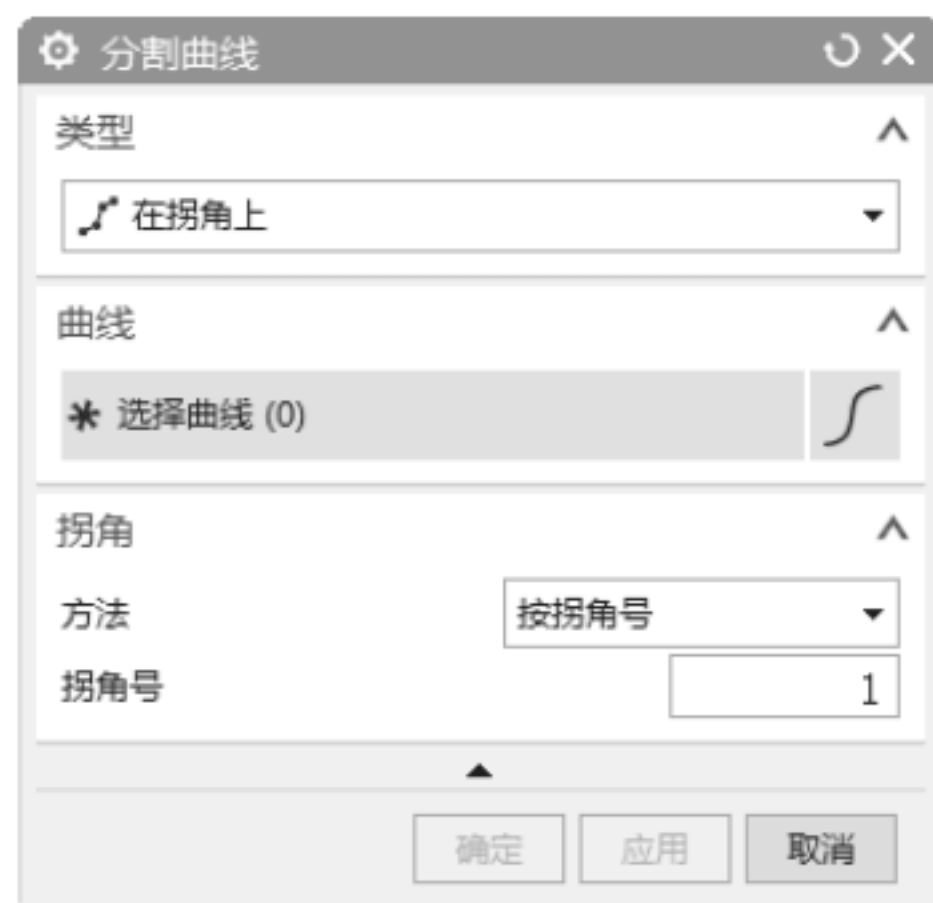 分割曲线
类型
在拐角上
曲线
* 选择曲线 (0)
拐角
方法 按拐角号
拐角号 1
确定 应用 取消